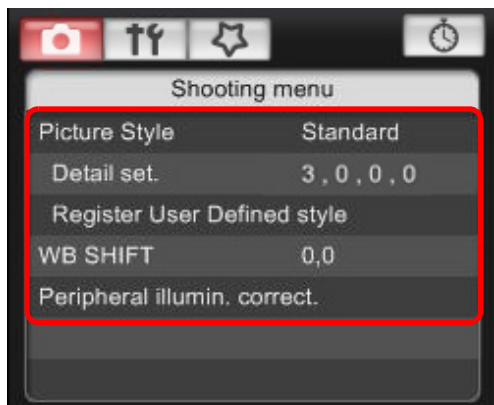 Shooting menu
Picture Style Standard
Detail set. 3 , 0 , 0 , 0
Register User Defined style
WB SHIFT 0,0
Peripheral illumin. correct.